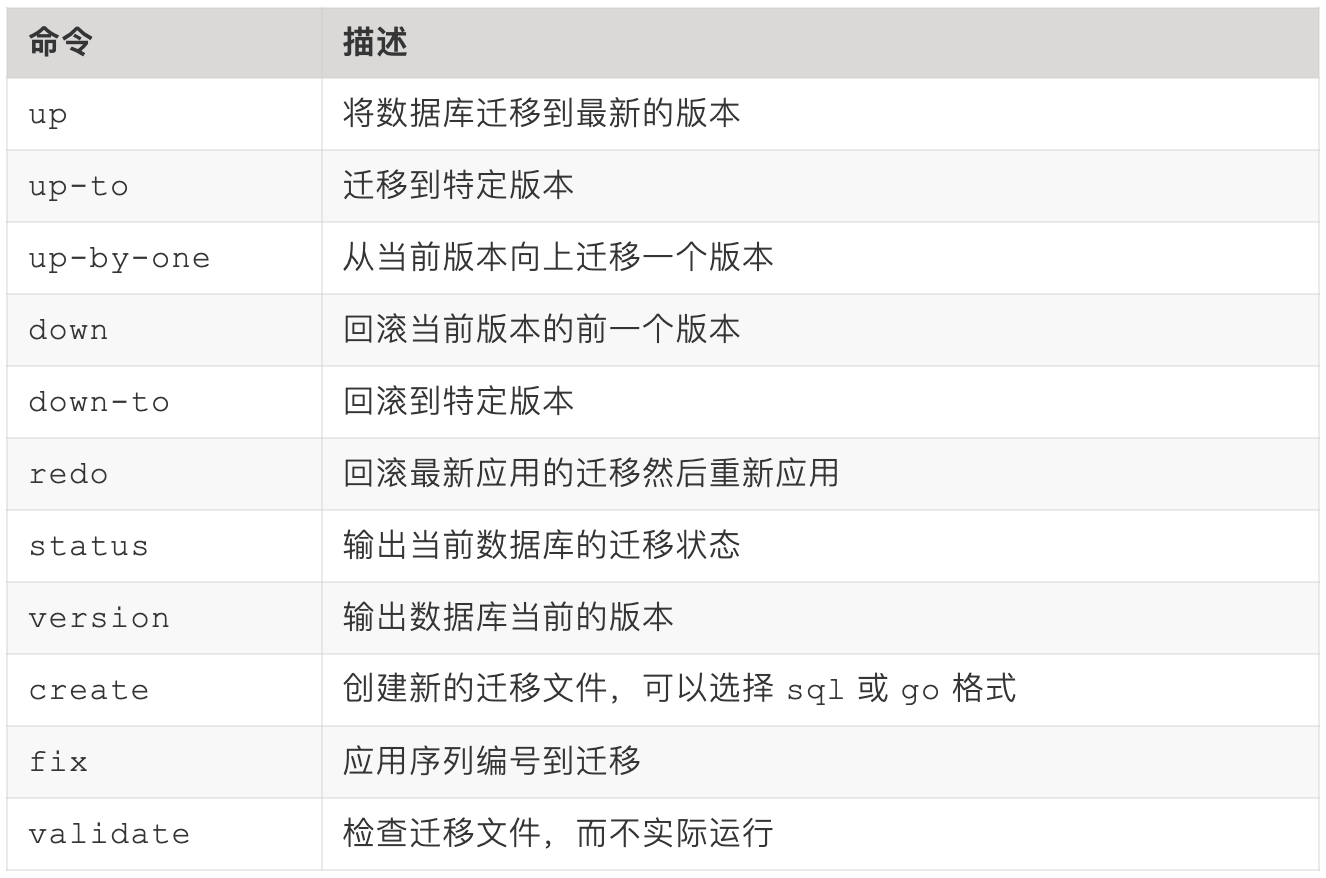 命令 描述
up 将数据库迁移到最新的版本
up-to 迁移到特定版本
up-by-one 从当前版本向上迁移一个版本
down 回滚当前版本的前一个版本
down-to 回滚到特定版本
redo 回滚最新应用的迁移然后重新应用
status 输出当前数据库的迁移状态
version 输出数据库当前的版本
create 创建新的迁移文件，可以选择 sql 或 go 格式
fix 应用序列编号到迁移
validate 检查迁移文件，而不实际运行